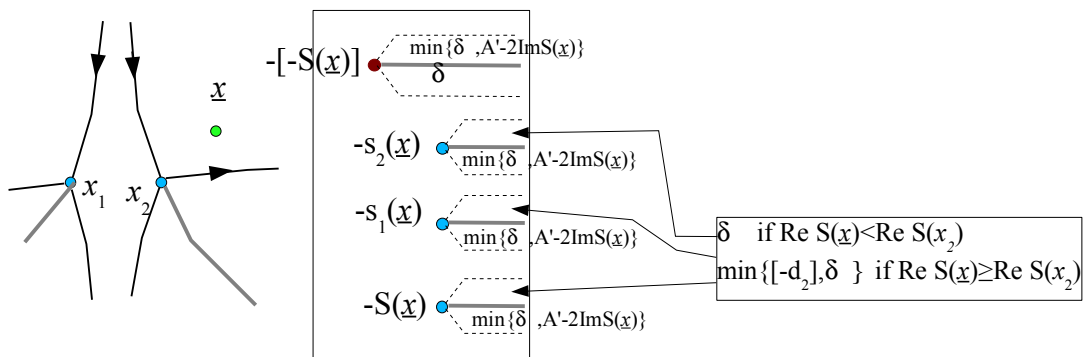 x
x₁
x₂
-[-S(x)]
min{δ ,A'-2ImS(x)}
δ
-s₂(x)
min{δ ,A'-2ImS(x)}
-s₁(x)
min{δ ,A'-2ImS(x)}
-S(x)
min{δ ,A'-2ImS(x)}
δ if Re S(x)<Re S(x₂)
min{[-d₂],δ } if Re S(x)≥Re S(x₂)